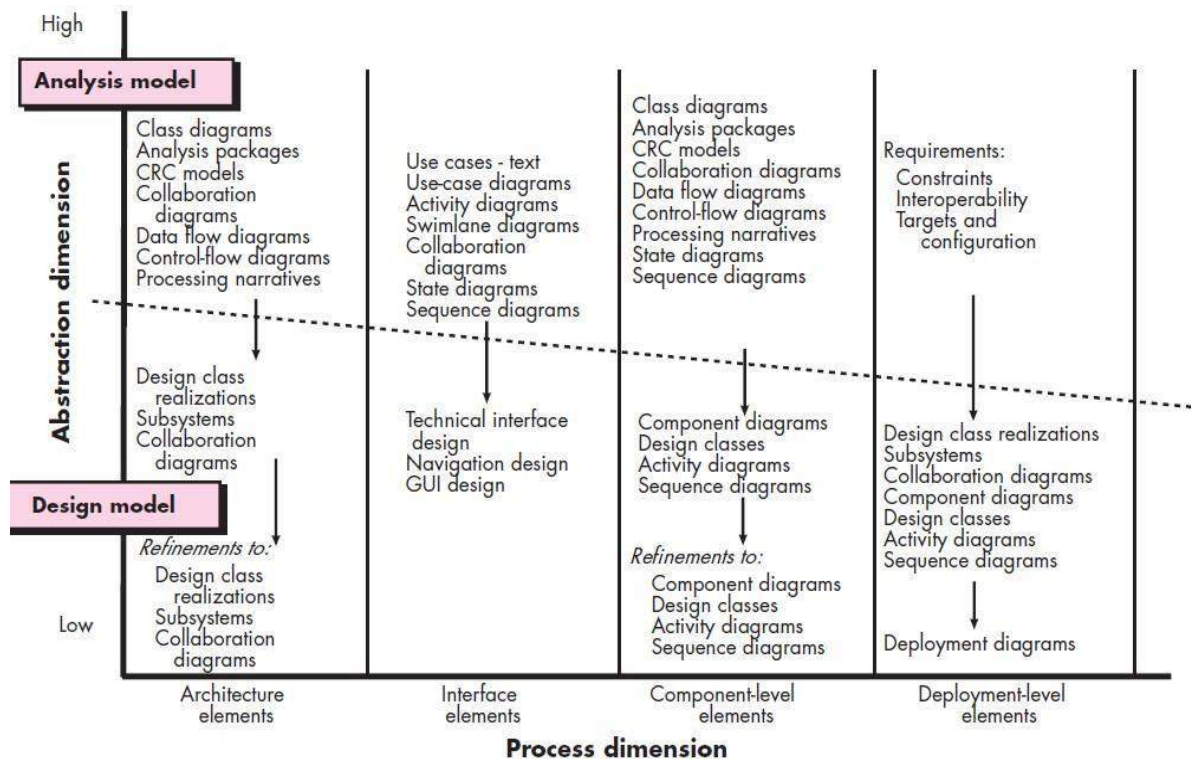 High
Analysis model
Abstraction dimension
Class diagrams
Analysis packages
CRC models
Collaboration
diagrams
Data flow diagrams
Control-flow diagrams
Processing narratives
Design class
realizations
Subsystems
Collaboration
diagrams
Design model
Refinements to:
Design class
realizations
Subsystems
Collaboration
diagrams
Low
Use cases - text
Use-case diagrams
Activity diagrams
Swimlane diagrams
Collaboration
diagrams
State diagrams
Sequence diagrams
Technical interface
design
Navigation design
GUI design
Class diagrams
Analysis packages
CRC models
Collaboration diagrams
Data flow diagrams
Control-flow diagrams
Processing narratives
State diagrams
Sequence diagrams
Component diagrams
Design classes
Activity diagrams
Sequence diagrams
Refinements to:
Component diagrams
Design classes
Activity diagrams
Sequence diagrams
Requirements:
Constraints
Interoperability
Targets and
configuration
Design class realizations
Subsystems
Collaboration diagrams
Component diagrams
Design classes
Activity diagrams
Sequence diagrams
Deployment diagrams
Architecture
elements
Interface
elements
Component-level
elements
Deployment-level
elements
Process dimension